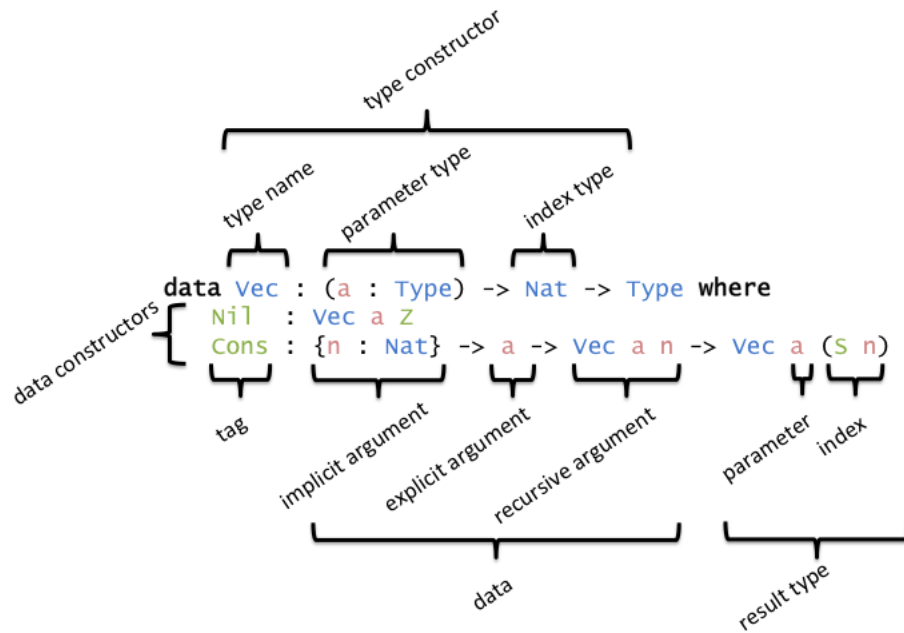 type constructor
type name
parameter type
index type
data Vec : (a : Type) -> Nat -> Type where
data constructors
Nil : Vec a Z
Cons : {n : Nat} -> a -> Vec a n -> Vec a (S n)
tag
implicit argument
explicit argument
recursive argument
parameter
index
data
result type